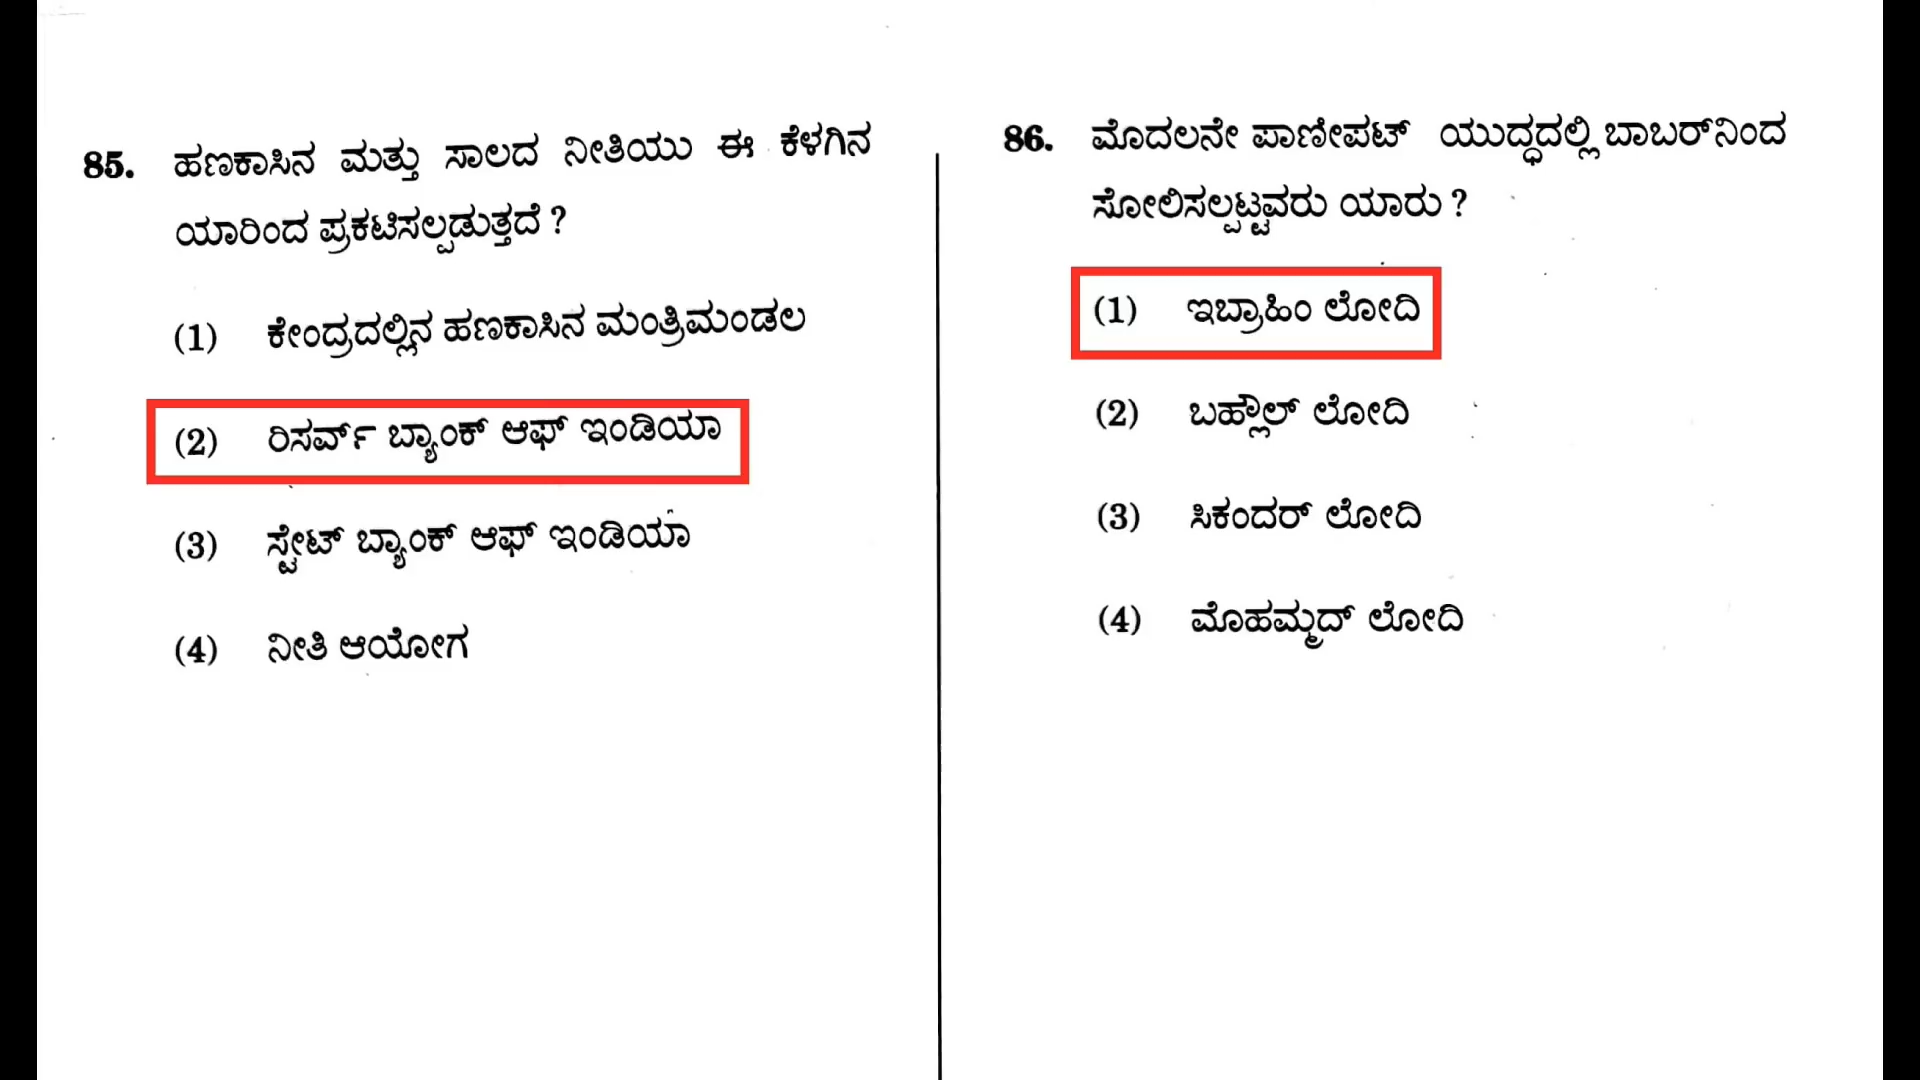 85. ಹಣಕಾಸಿನ ಮತ್ತು ಸಾಲದ ನೀತಿಯು ಈ ಕೆಳಗಿನ
ಯಾರಿಂದ ಪ್ರಕಟಿಸಲ್ಪಡುತ್ತದೆ ?
(1) ಕೇಂದ್ರದಲ್ಲಿನ ಹಣಕಾಸಿನ ಮಂತ್ರಿಮಂಡಲ
(2) ರಿಸರ್ವ್ ಬ್ಯಾಂಕ್ ಆಫ್ ಇಂಡಿಯಾ
(3) ಸ್ಟೇಟ್ ಬ್ಯಾಂಕ್ ಆಫ್ ಇಂಡಿಯಾ
(4) ನೀತಿ ಆಯೋಗ
86. ಮೊದಲನೇ ಪಾಣೀಪಟ್ ಯುದ್ಧದಲ್ಲಿ ಬಾಬರ್‌ನಿಂದ
ಸೋಲಿಸಲ್ಪಟ್ಟವರು ಯಾರು ?
(1) ಇಬ್ರಾಹಿಂ ಲೋದಿ
(2) ಬಹ್ಲೌಲ್ ಲೋದಿ
(3) ಸಿಕಂದರ್ ಲೋದಿ
(4) ಮೊಹಮ್ಮದ್ ಲೋದಿ